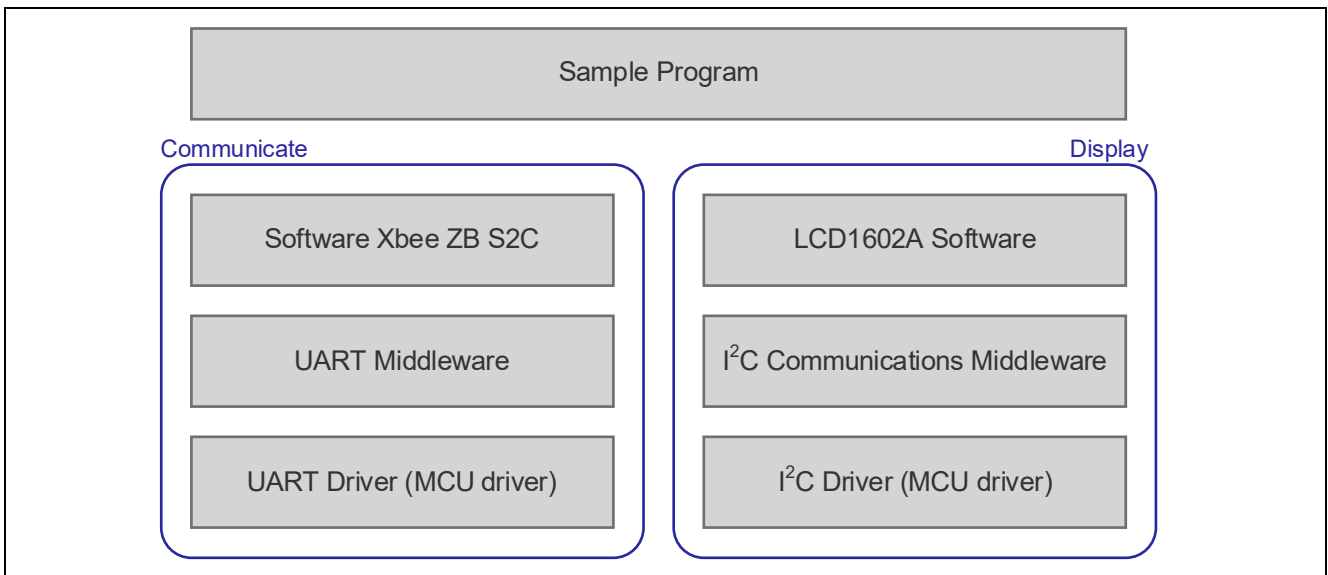 Sample Program
Communicate
Display
Software Xbee ZB S2C
LCD1602A Software
UART Middleware
I²C Communications Middleware
UART Driver (MCU driver)
I²C Driver (MCU driver)